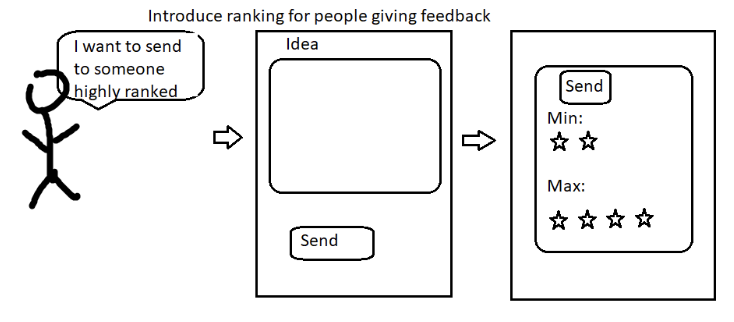 Introduce ranking for people giving feedback
I want to send
to someone
highly ranked
Idea
Send
Send
Min:
Max: